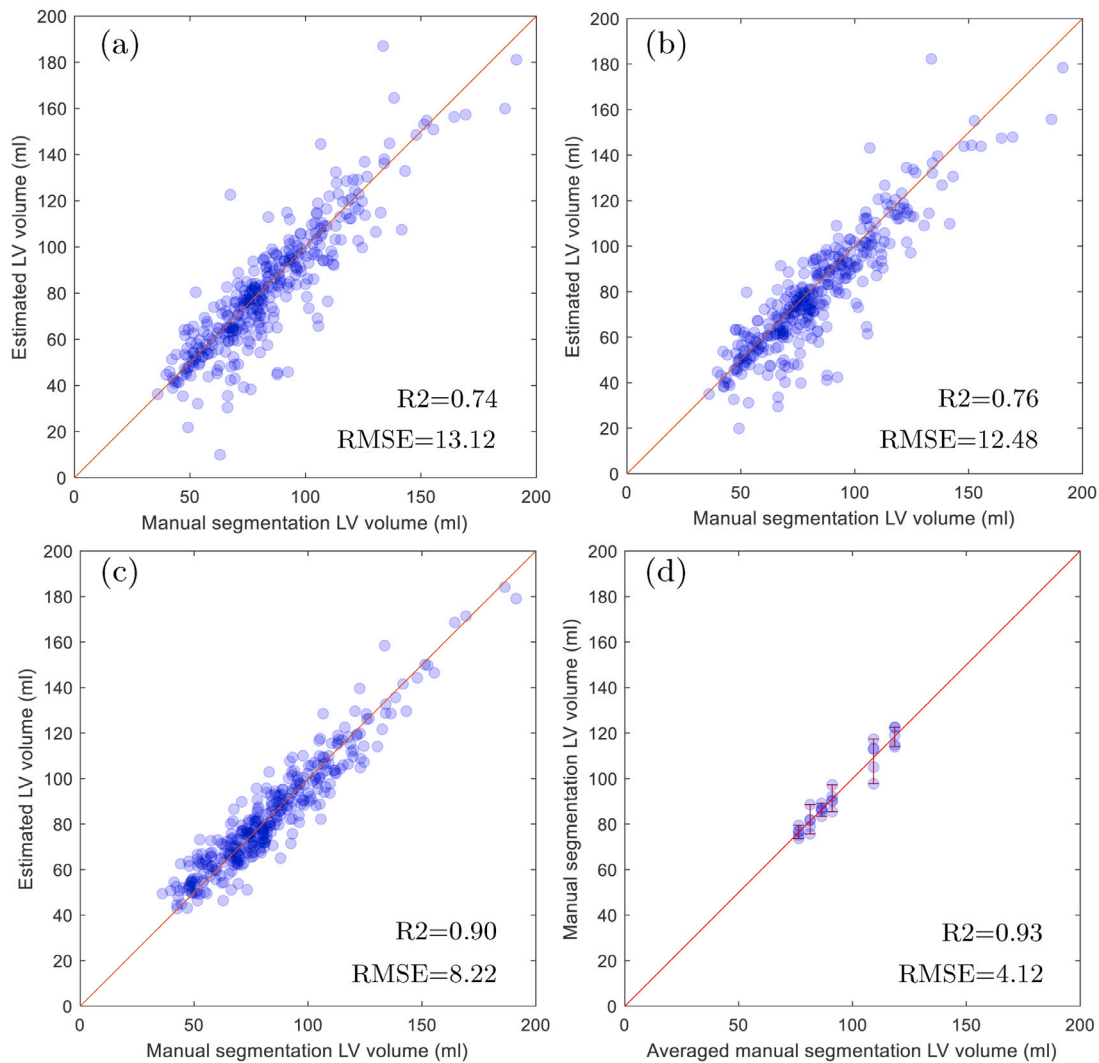 (a)
200
180
160
140
120
100
80
60
40
20
0
Estimated LV volume (ml)
R2=0.74
RMSE=13.12
0 50 100 150 200
Manual segmentation LV volume (ml)
(b)
200
180
160
140
120
100
80
60
40
20
0
Estimated LV volume (ml)
R2=0.76
RMSE=12.48
0 50 100 150 200
Manual segmentation LV volume (ml)
(c)
200
180
160
140
120
100
80
60
40
20
0
Estimated LV volume (ml)
R2=0.90
RMSE=8.22
0 50 100 150 200
Manual segmentation LV volume (ml)
(d)
200
180
160
140
120
100
80
60
40
20
0
Manual segmentation LV volume (ml)
R2=0.93
RMSE=4.12
0 50 100 150 200
Averaged manual segmentation LV volume (ml)